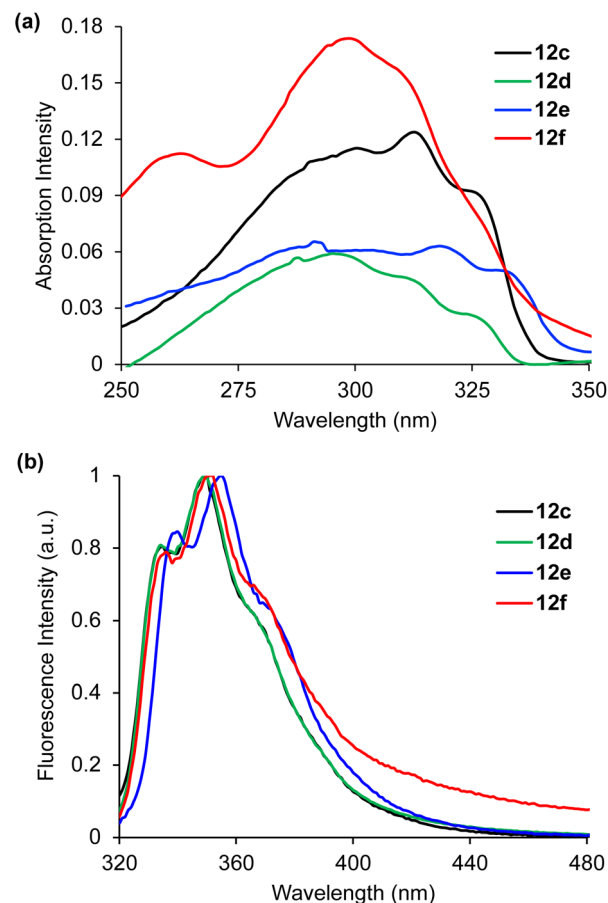 (a)
0.18
0.15
0.12
0.09
0.06
0.03
0
Absorption Intensity
12c
12d
12e
12f
250 275 300 325 350
Wavelength (nm)
(b)
1
0.8
0.6
0.4
0.2
0
Fluorescence Intensity (a.u.)
12c
12d
12e
12f
320 360 400 440 480
Wavelength (nm)